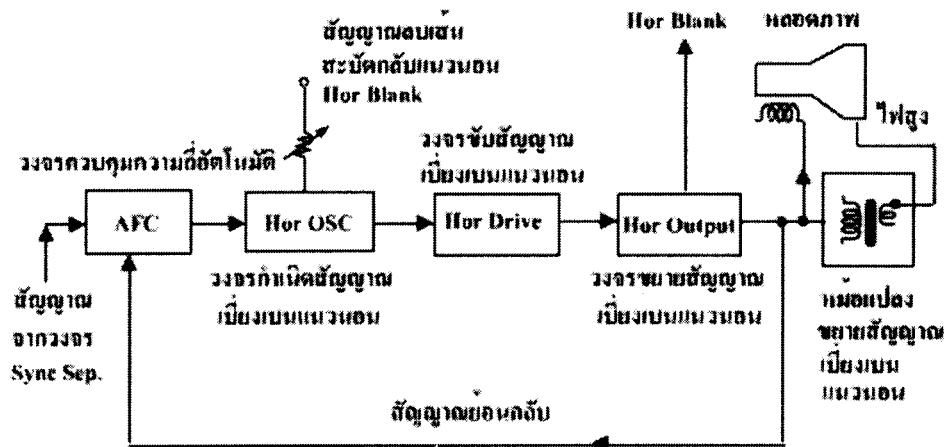 Hor Blank
หลอดภาพ
สัญญาณลบเส้น
สะบัดกลับแนวนอน
Hor Blank
ไฟสูง
วงจรควบคุมความถี่อัตโนมัติ
วงจรขับสัญญาณ
เบี่ยงเบนแนวนอน
AFC
Hor OSC
Hor Drive
Hor Output
สัญญาณ
จากวงจร
Sync Sep.
วงจรกำเนิดสัญญาณ
เบี่ยงเบนแนวนอน
วงจรขยายสัญญาณ
เบี่ยงเบนแนวนอน
หม้อแปลง
ขยายสัญญาณ
เบี่ยงเบน
แนวนอน
สัญญาณย้อนกลับ